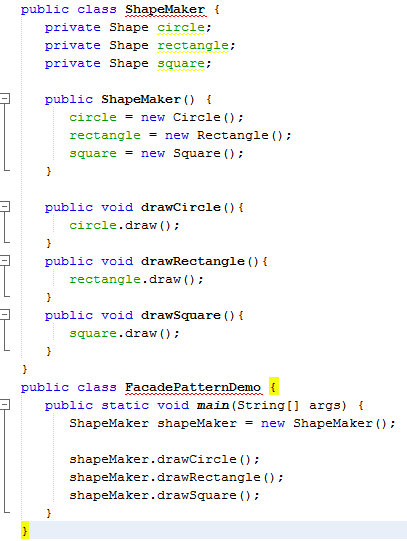 public class ShapeMaker {
private Shape circle;
private Shape rectangle;
private Shape square;
public ShapeMaker() {
circle = new Circle();
rectangle = new Rectangle();
square = new Square();
}
public void drawCircle(){
circle.draw();
}
public void drawRectangle(){
rectangle.draw();
}
public void drawSquare(){
square.draw();
}
}
public class FacadePatternDemo {
public static void main(String[] args) {
ShapeMaker shapeMaker = new ShapeMaker();
shapeMaker.drawCircle();
shapeMaker.drawRectangle();
shapeMaker.drawSquare();
}
}